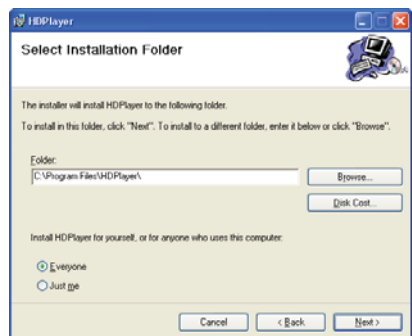 HDPlayer
Select Installation Folder
The installer will install HDPlayer to the following folder.
To install in this folder, click "Next". To install to a different folder, enter it below or click "Browse".
Folder:
C:\Program Files\HDPlayer\
Browse...
Disk Cost...
Install HDPlayer for yourself, or for anyone who uses this computer:
Everyone
Just me
Cancel
< Back
Next >